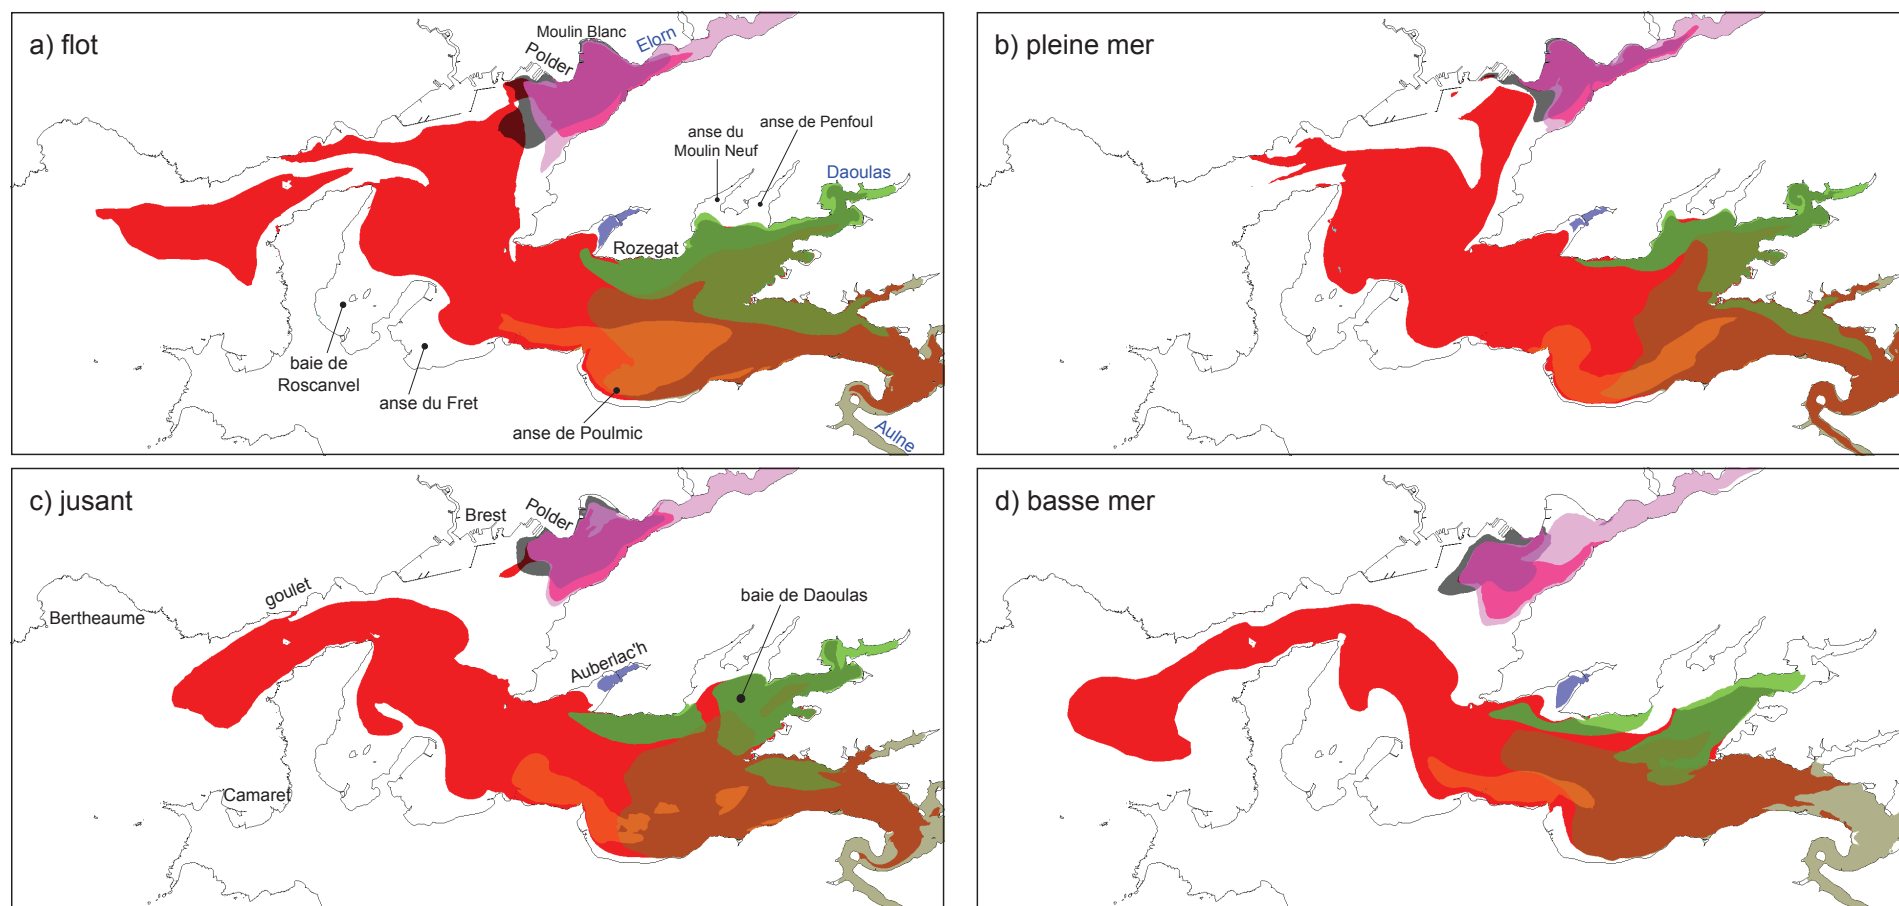 a) flot
Moulin Blanc
Elorn
Polder
anse du
Moulin Neuf
anse de Penfoul
Daoulas
Rozegat
baie de
Roscanvel
anse du Fret
anse de Poulmic
Aulne
b) pleine mer
c) jusant
Brest
Polder
goulet
Bertheaume
baie de Daoulas
Auberlac'h
Camaret
d) basse mer